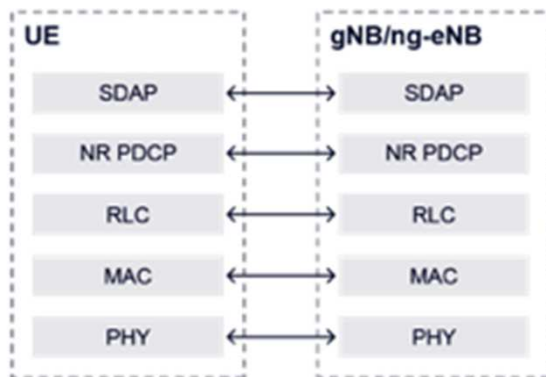 UE
gNB/ng-eNB
SDAP
SDAP
NR PDCP
NR PDCP
RLC
RLC
MAC
MAC
PHY
PHY